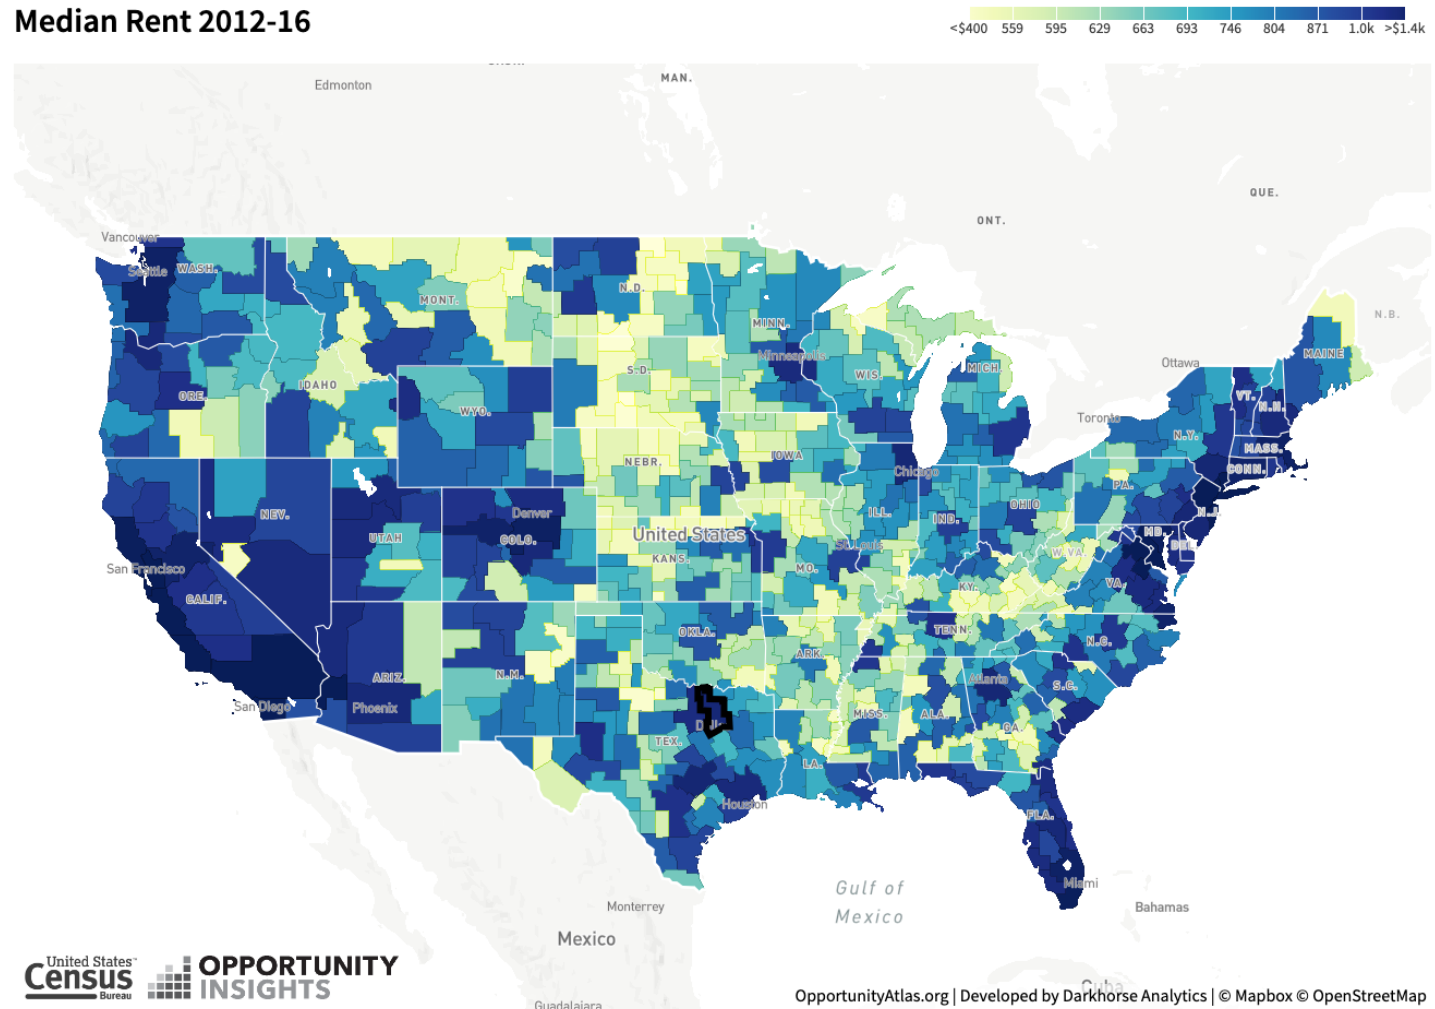 Median Rent 2012-16
<$400 559 595 629 663 693 746 804 871 1.0k >$1.4k
MAN.
Edmonton
QUE.
ONT.
Vancouver
Seattle
WASH.
MONT.
N.D.
MINN.
N.B.
Minneapolis
MAINE
Ottawa
S.D.
WIS.
MICH.
IDAHO
ORE.
WYO.
VT.
N.H.
Toronto
N.Y.
MASS.
NEBR.
IOWA
Chicago
CONN.
PA.
OHIO
NEV.
Denver
ILL.
IND.
N.J.
UTAH
COLO.
United States
St. Louis
MD.
DEL.
W.VA.
KANS.
MO.
San Francisco
CALIF.
KY.
VA.
OKLA.
TENN.
N.C.
ARK.
ARIZ.
N.M.
Atlanta
S.C.
San Diego
Phoenix
MISS.
ALA.
GA.
TEX.
LA.
Houston
FLA.
Miami
Gulf of
Mexico
Monterrey
Bahamas
Mexico
Cuba
Guadalajara
United States™
Census
Bureau
OPPORTUNITY
INSIGHTS
OpportunityAtlas.org | Developed by Darkhorse Analytics | © Mapbox © OpenStreetMap